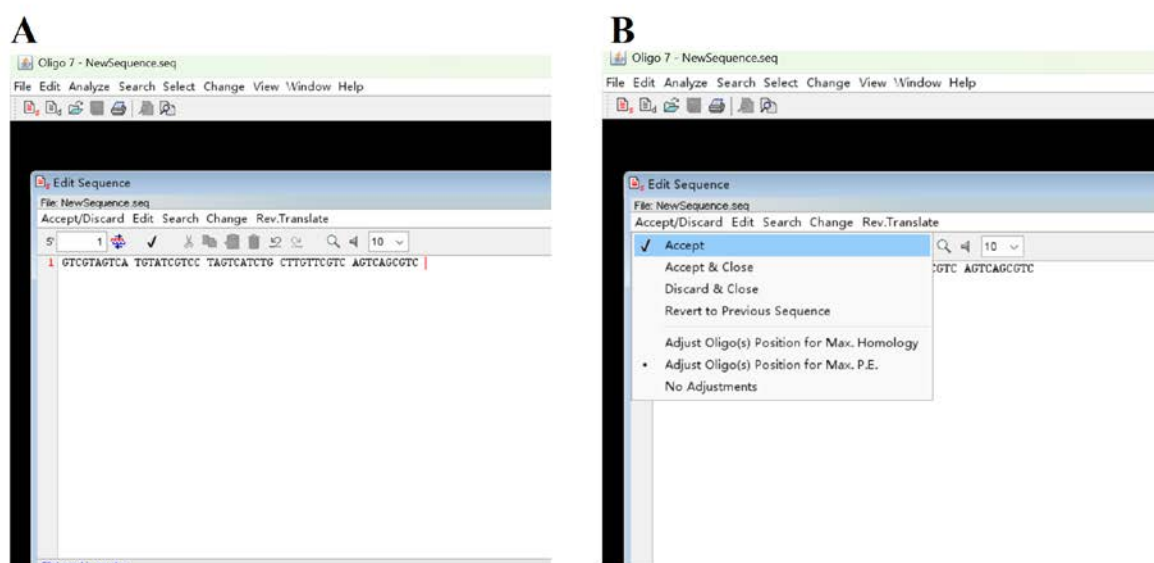 A
Oligo 7 - NewSequence.seq
File Edit Analyze Search Select Change View Window Help
Edit Sequence
File: NewSequence.seq
Accept/Discard Edit Search Change Rev.Translate
5' 1 10
1 GTCGTAGTCA TGTATCGTCC TAGTCATCTG CTTGTTCGTC AGTCAGCGTC
B
Oligo 7 - NewSequence.seq
File Edit Analyze Search Select Change View Window Help
Edit Sequence
File: NewSequence.seq
Accept/Discard Edit Search Change Rev.Translate
10
CGTC AGTCAGCGTC
Accept
Accept & Close
Discard & Close
Revert to Previous Sequence
Adjust Oligo(s) Position for Max. Homology
Adjust Oligo(s) Position for Max. P.E.
No Adjustments